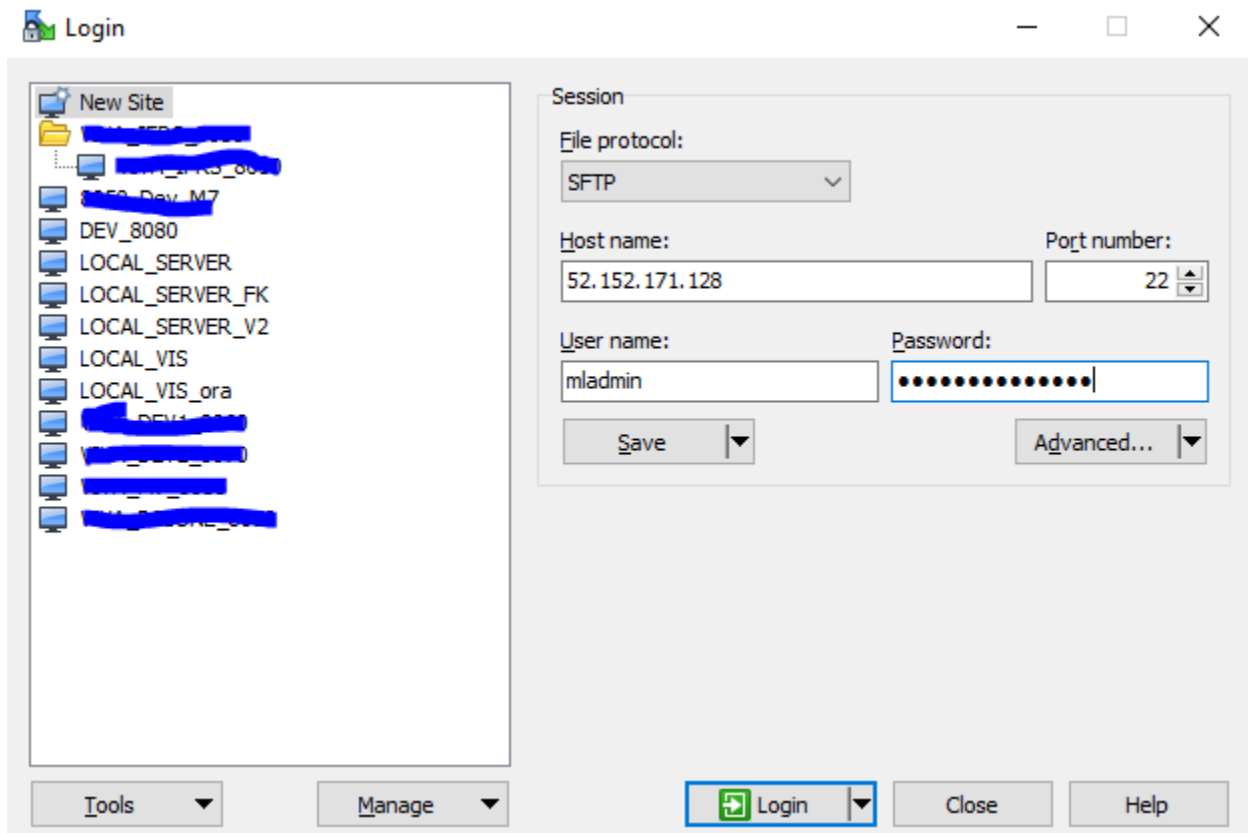 Login
New Site
DEV_8080
LOCAL_SERVER
LOCAL_SERVER_FK
LOCAL_SERVER_V2
LOCAL_VIS
LOCAL_VIS_ora
Session
File protocol:
SFTP
Host name:
Port number:
52.152.171.128
22
User name:
Password:
mladmin
●●●●●●●●●●●●●●
Save
Advanced...
Tools
Manage
Login
Close
Help